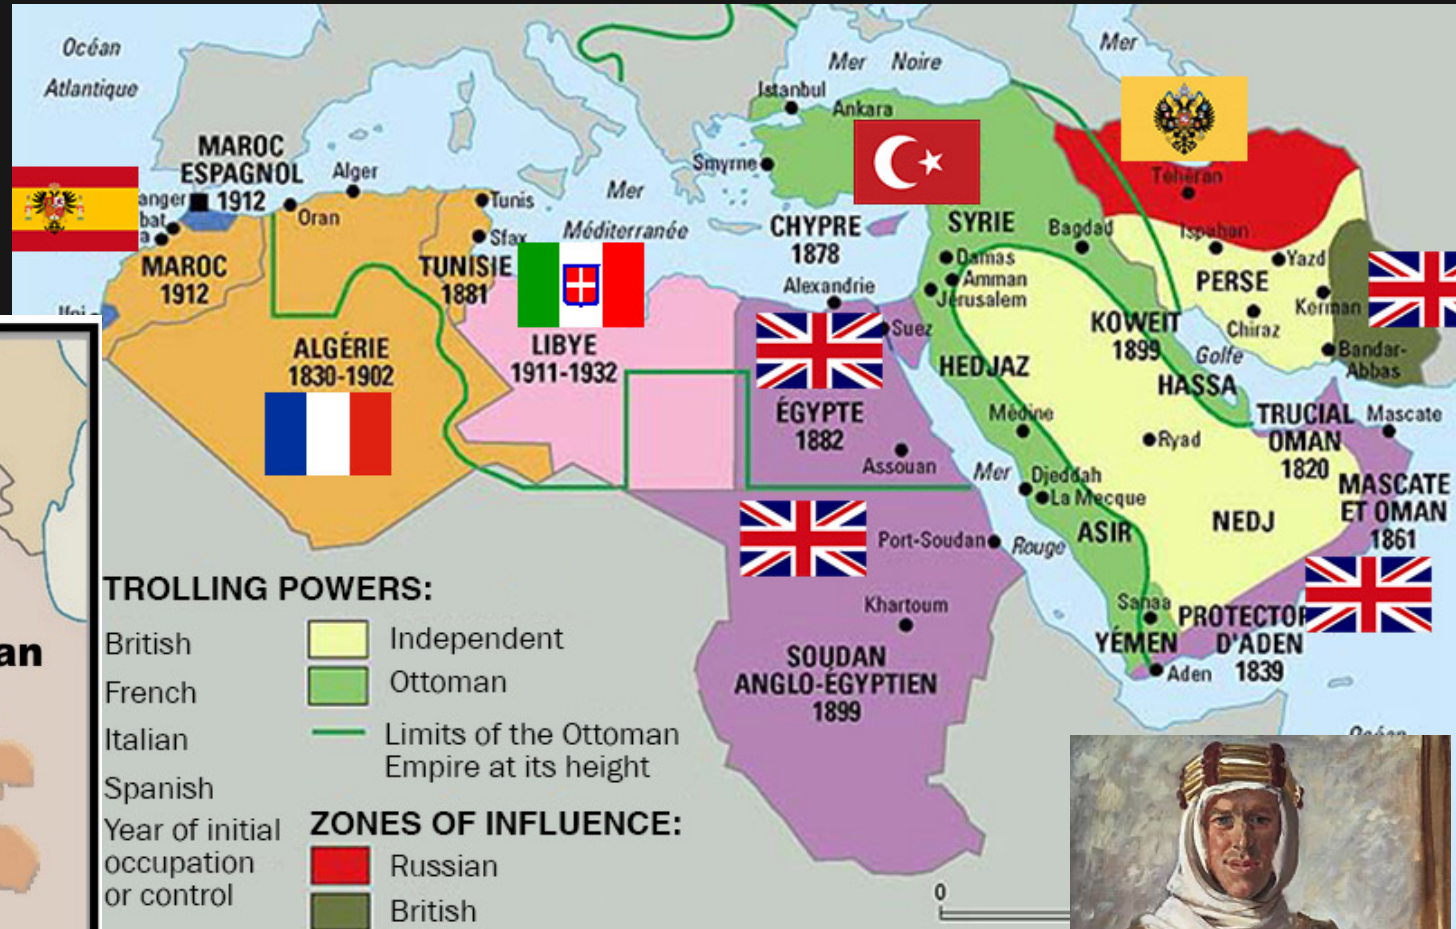 Océan
Atlantique
Mer Noire
Mer
Istanbul
Ankara
MAROC
ESPAGNOL
1912
Alger
Smyrne
Mer
Méditerranée
anger
bat
a
Oran
Tunis
Sfax
CHYPRE
1878
SYRIE
Bagdad
Téhéran
Ispahan
Yazd
MAROC
1912
TUNISIE
1881
Alexandrie
Damas
Amman
Jérusalem
PERSE
Kerman
Ifni
Suez
KOWEIT
1899
Chiraz
Golfe
Bandar-
Abbas
ALGÉRIE
1830-1902
LIBYE
1911-1932
HEDJAZ
HASSA
ÉGYPTE
1882
Médine
Ryad
TRUCIAL
OMAN
1820
Mascate
Assouan
Mer
Rouge
Djeddah
La Mecque
MASCATE
ET OMAN
1861
NEDJ
ASIR
Port-Soudan
Khartoum
Sanaa
YÉMEN
PROTECTOR
D'ADEN
1839
Aden
SOUDAN
ANGLO-ÉGYPTIEN
1899
an
TROLLING POWERS:
British
French
Italian
Spanish
Year of initial
occupation
or control
Independent
Ottoman
Limits of the Ottoman
Empire at its height
ZONES OF INFLUENCE:
Russian
British
0